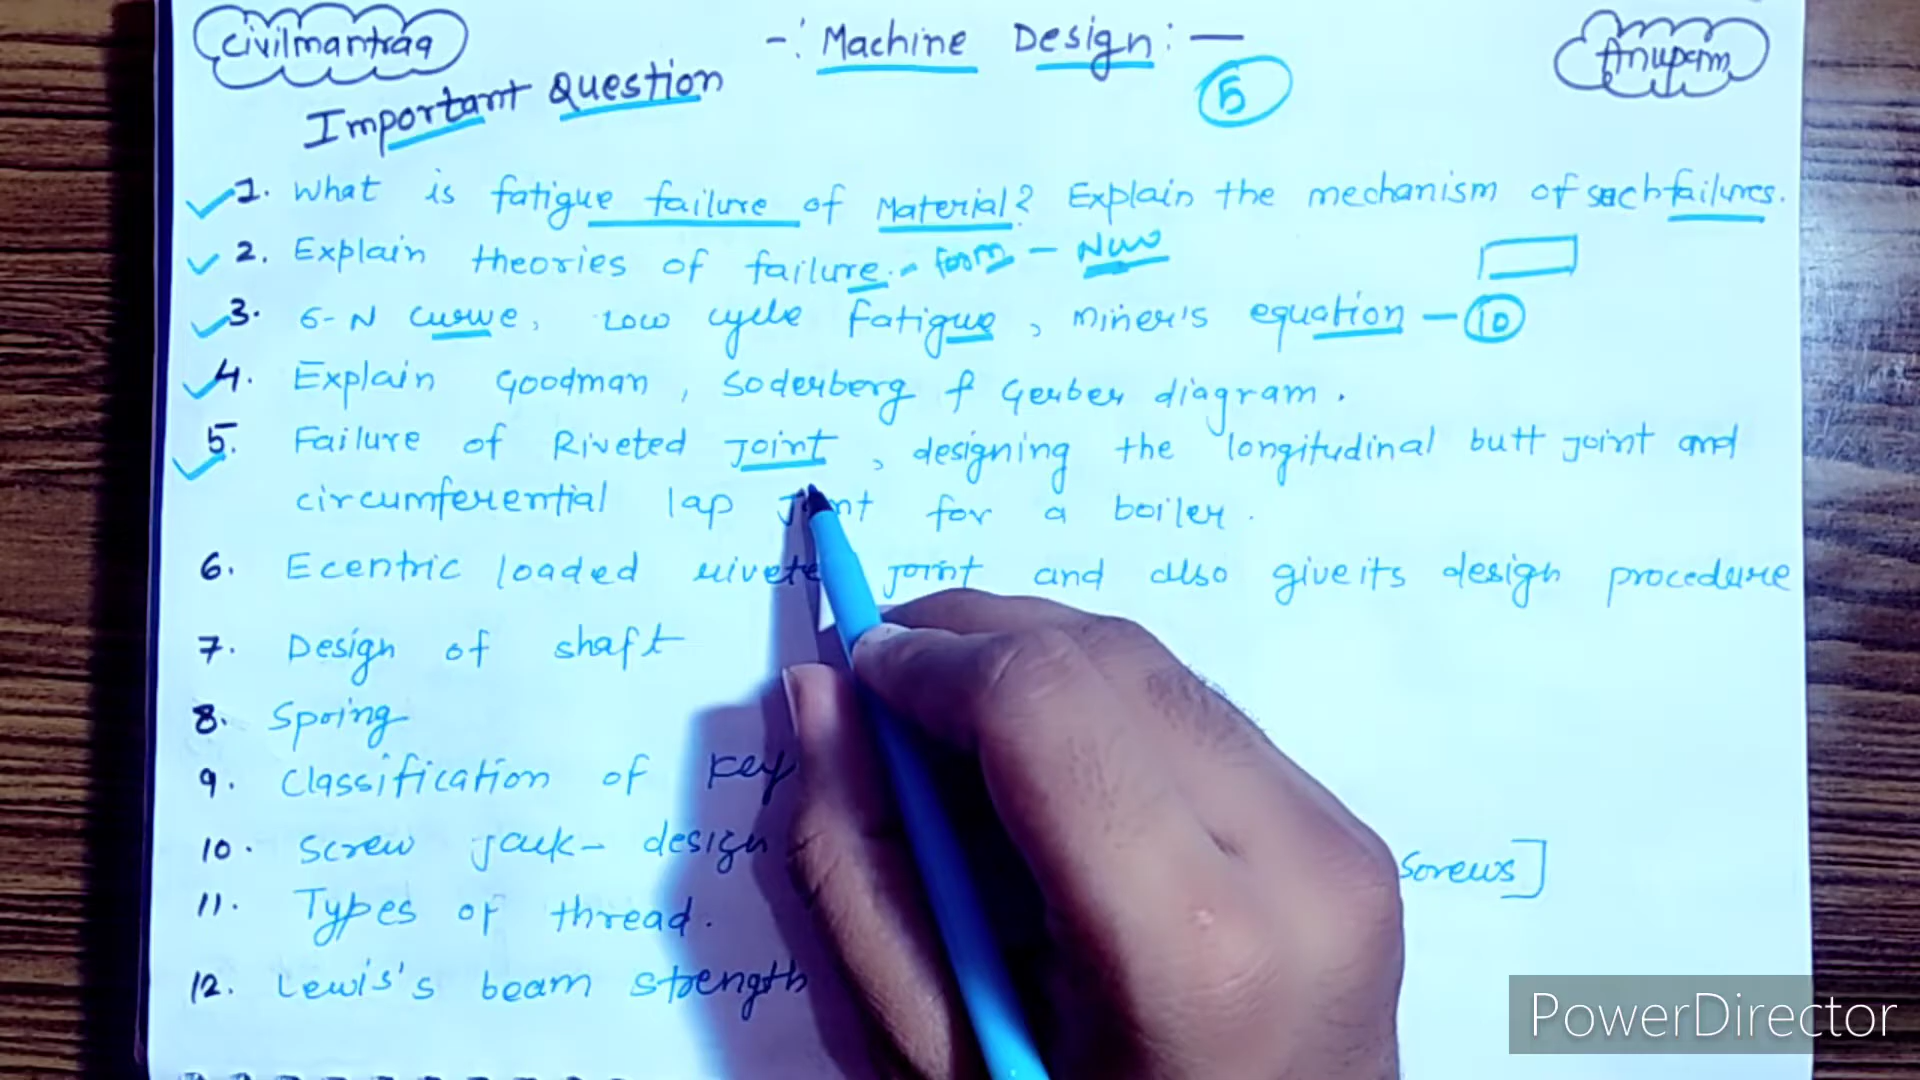 civilmantraa
-: Machine Design :-
Anupam
Important Question
5
1. What is fatigue failure of Material? Explain the mechanism of such failures.
2. Explain theories of failure. - form - Num
3. σ-N curve, Low cycle Fatigue, Miner's equation - 10
4. Explain Goodman, Soderberg & Gerber diagram.
5. Failure of Riveted Joint, designing the longitudinal butt joint and
circumferential lap joint for a boiler.
6. Ecentric loaded rivete joint and also give its design procedure
7. Design of shaft
8. Spring
9. Classification of Key
10. Screw jack - design Screws]
11. Types of thread.
12. Lewis's beam strength
PowerDirector